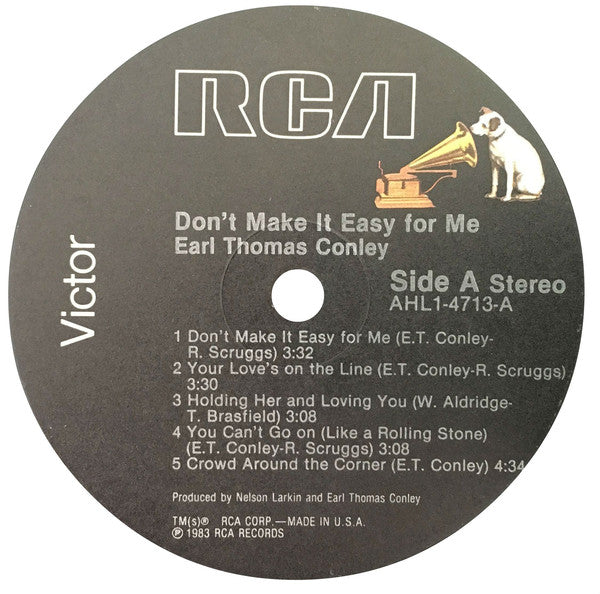 RCA
Victor
Don't Make It Easy for Me
Earl Thomas Conley
Side A Stereo
AHL1-4713-A
1 Don't Make It Easy for Me (E.T. Conley-
R. Scruggs) 3:32
2 Your Love's on the Line (E.T. Conley-R. Scruggs)
3:30
3 Holding Her and Loving You (W. Aldridge-
T. Brasfield) 3:08
4 You Can't Go on (Like a Rolling Stone)
(E.T. Conley-R. Scruggs) 3:08
5 Crowd Around the Corner (E.T. Conley) 4:34
Produced by Nelson Larkin and Earl Thomas Conley
TM(s)® RCA CORP.—MADE IN U.S.A.
℗ 1983 RCA RECORDS